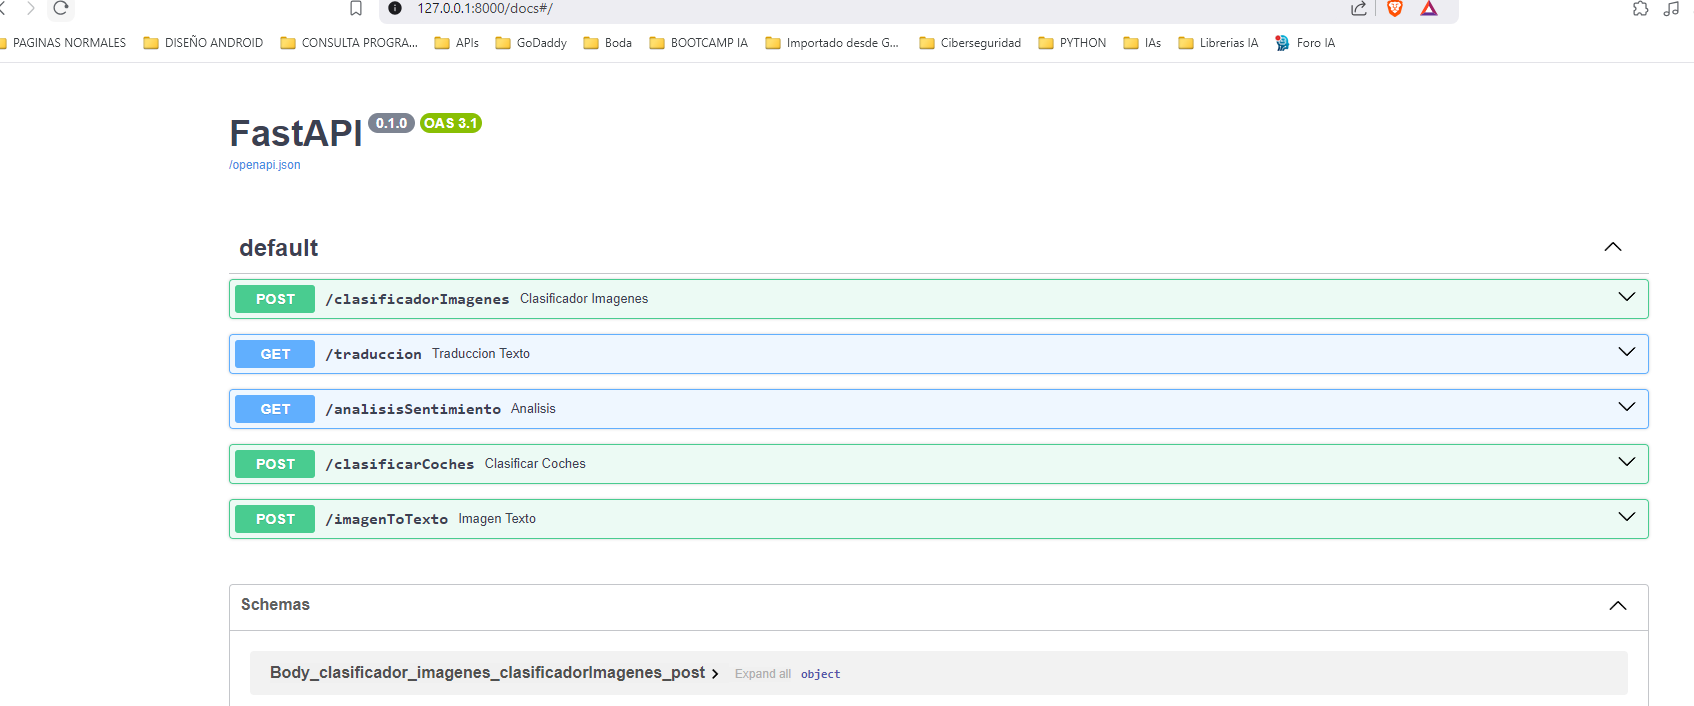 127.0.0.1:8000/docs#/
PAGINAS NORMALES DISEÑO ANDROID CONSULTA PROGRA... APIs GoDaddy Boda BOOTCAMP IA Importado desde G... Ciberseguridad PYTHON IAs Librerias IA Foro IA
FastAPI 0.1.0 OAS 3.1
/openapi.json
default
POST /clasificadorImagenes Clasificador Imagenes
GET /traduccion Traduccion Texto
GET /analisisSentimiento Analisis
POST /clasificarCoches Clasificar Coches
POST /imagenToTexto Imagen Texto
Schemas
Body_clasificador_imagenes_clasificadorImagenes_post Expand all object